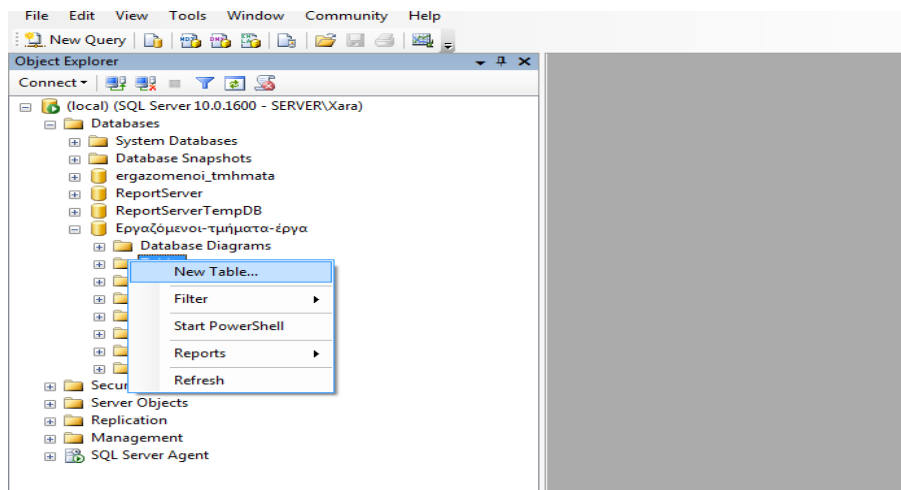 File Edit View Tools Window Community Help
New Query
Object Explorer
Connect
(local) (SQL Server 10.0.1600 - SERVER\Xara)
Databases
System Databases
Database Snapshots
ergazomenoi_tmhmata
ReportServer
ReportServerTempDB
Εργαζόμενοι-τμήματα-έργα
Database Diagrams
New Table...
Filter
Start PowerShell
Reports
Refresh
Secur
Server Objects
Replication
Management
SQL Server Agent